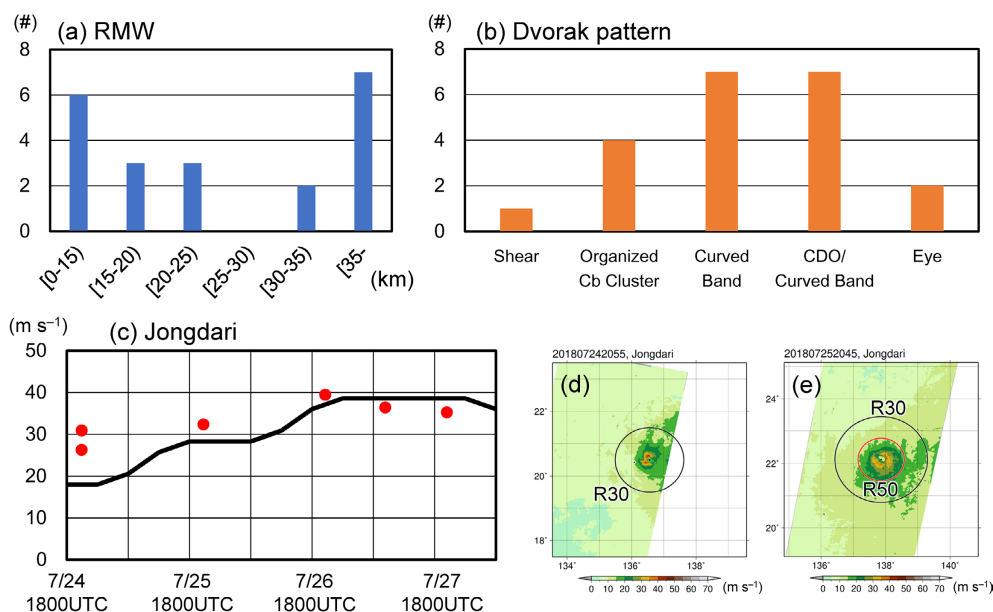 (#)
(a) RMW
8
6
4
2
0
[0-15)
[15-20)
[20-25)
[25-30)
[30-35)
[35-
(km)
(#)
(b) Dvorak pattern
8
6
4
2
0
Shear
Organized
Cb Cluster
Curved
Band
CDO/
Curved Band
Eye
(m s⁻¹)
(c) Jongdari
50
40
30
20
10
0
7/24
1800UTC
7/25
1800UTC
7/26
1800UTC
7/27
1800UTC
201807242055, Jongdari
(d)
22°
20°
18°
R30
134°
136°
138°
0 10 20 30 40 50 60 70
(m s⁻¹)
201807252045, Jongdari
(e)
R30
R50
24°
22°
20°
136°
138°
140°
0 10 20 30 40 50 60 70
(m s⁻¹)